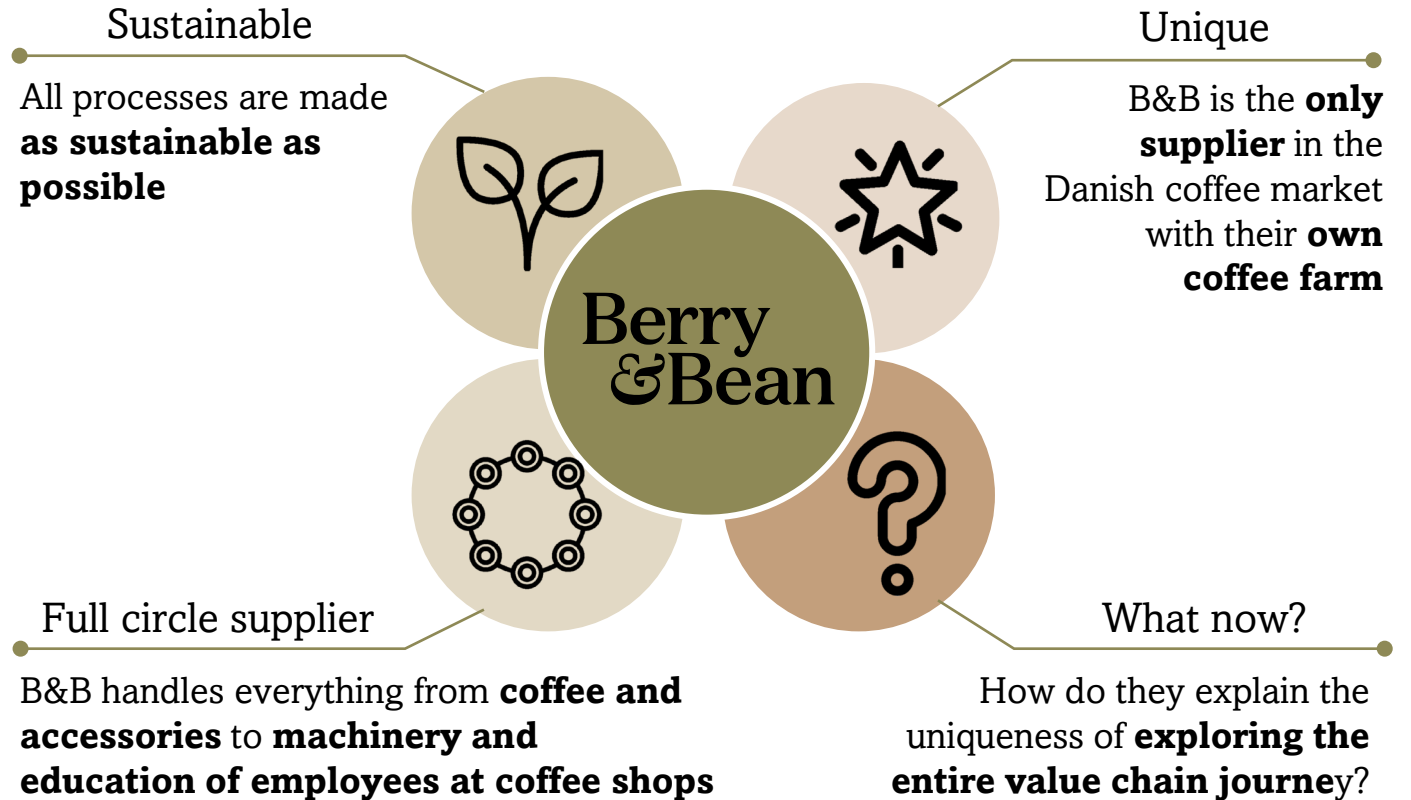 Sustainable
All processes are made
as sustainable as
possible
Unique
B&B is the only
supplier in the
Danish coffee market
with their own
coffee farm
Berry
&Bean
Full circle supplier
B&B handles everything from coffee and
accessories to machinery and
education of employees at coffee shops
What now?
How do they explain the
uniqueness of exploring the
entire value chain journey?